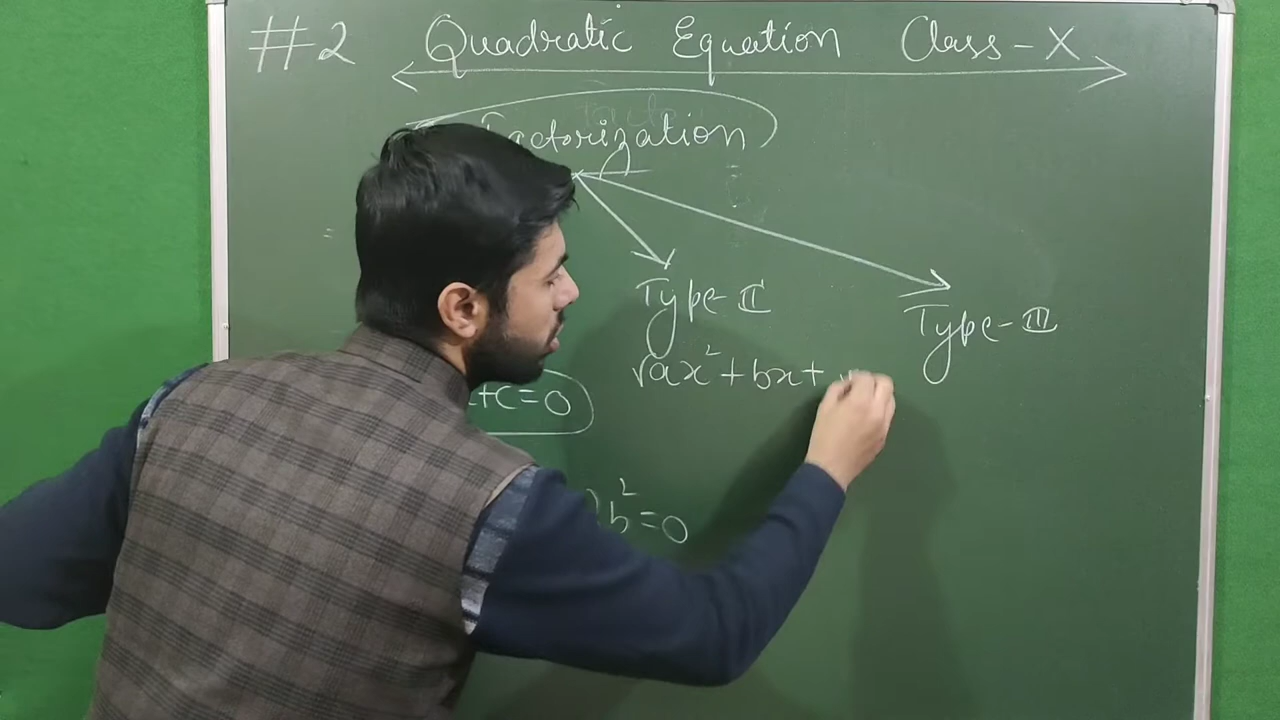 #2 Quadratic Equation Class-X
Factorization
Type-II
Type-III
√ax²+bx+
x+c=0
)b²=0